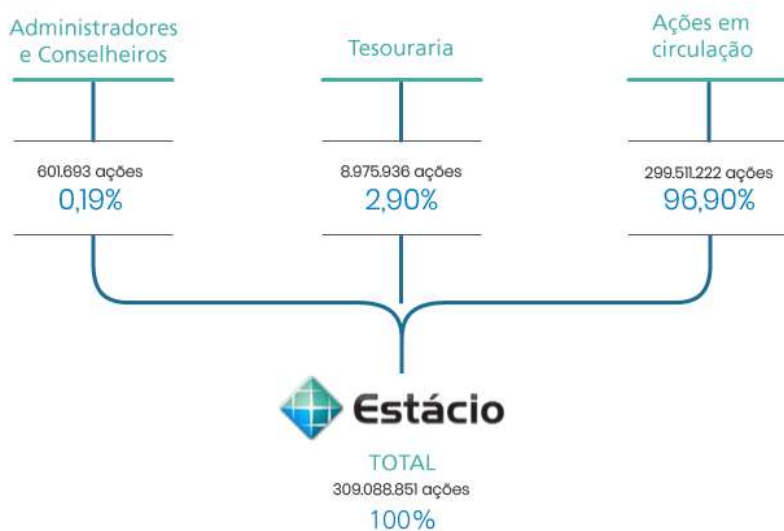 Administradores
e Conselheiros
601.693 ações
0,19%
Tesouraria
8.975.936 ações
2,90%
Ações em
circulação
299.511.222 ações
96,90%
Estácio
TOTAL
309.088.851 ações
100%